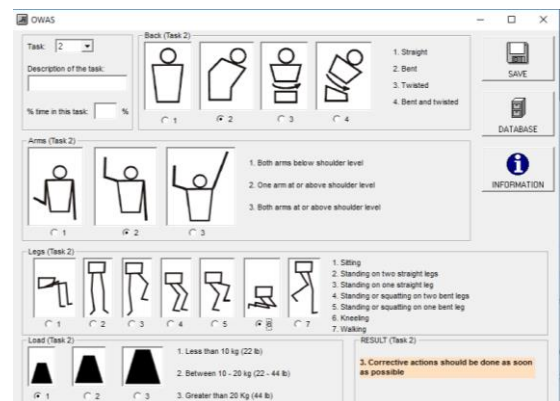 OWAS
Task: 2
Description of the task:
% time in this task: %
Back (Task 2)
1 2 3 4
1. Straight
2. Bent
3. Twisted
4. Bent and twisted
SAVE
DATABASE
INFORMATION
Arms (Task 2)
1 2 3
1. Both arms below shoulder level
2. One arm at or above shoulder level
3. Both arms at or above shoulder level
Legs (Task 2)
1 2 3 4 5 6 7
1. Sitting
2. Standing on two straight legs
3. Standing on one straight leg
4. Standing or squatting on two bent legs
5. Standing or squatting on one bent leg
6. Kneeling
7. Walking
Load (Task 2)
1 2 3
1. Less than 10 kg (22 lb)
2. Between 10 - 20 kg (22 - 44 lb)
3. Greater than 20 Kg (44 lb)
RESULT (Task 2)
3. Corrective actions should be done as soon
as possible